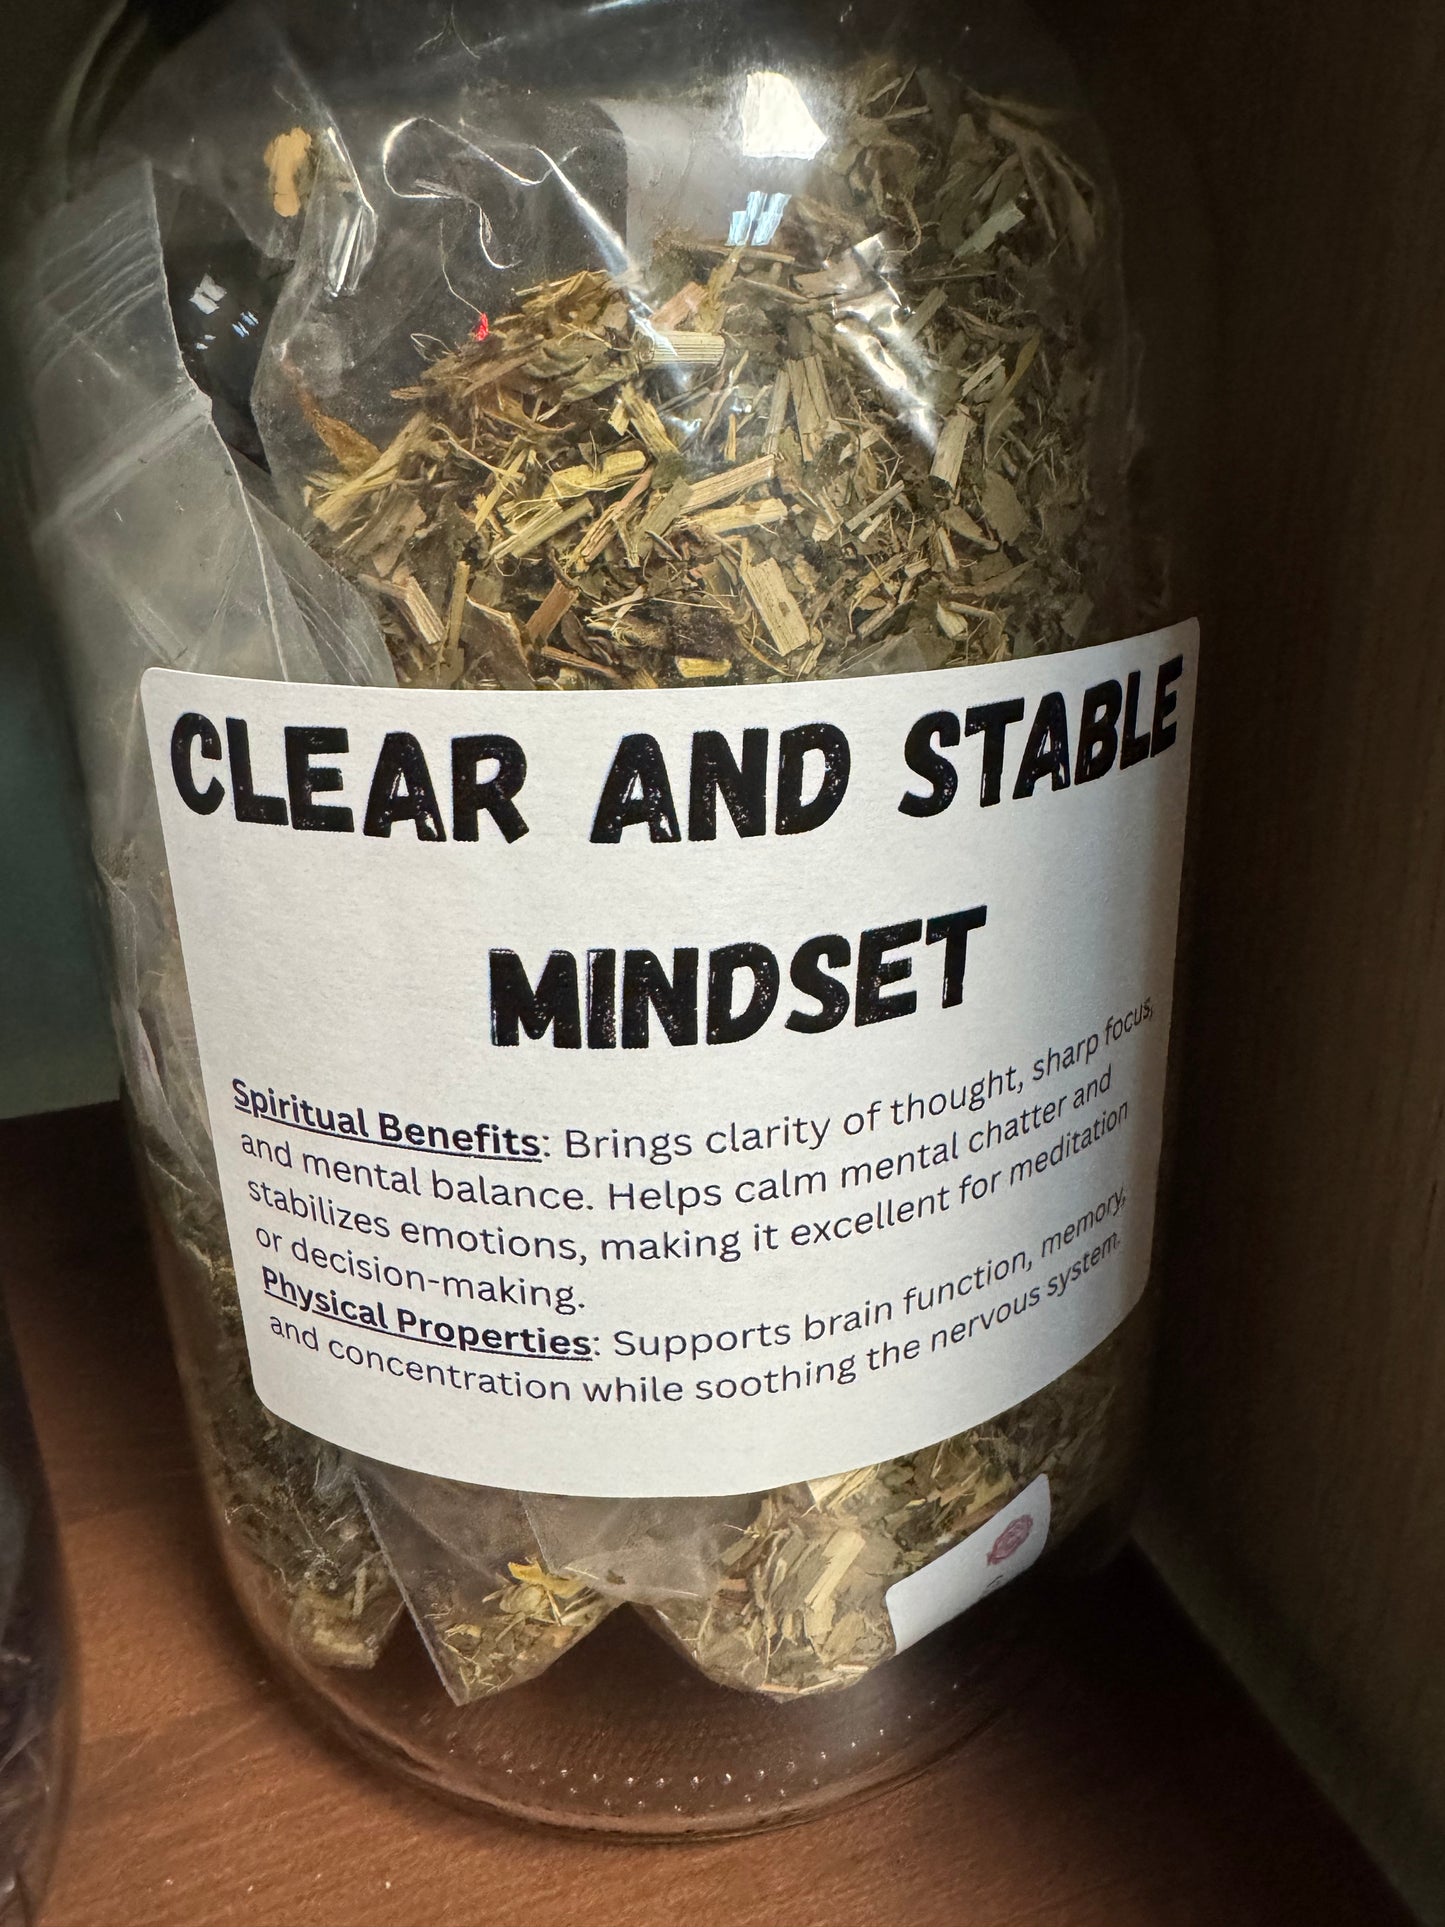 CLEAR AND STABLE
MINDSET
Spiritual Benefits: Brings clarity of thought, sharp focus,
and mental balance. Helps calm mental chatter and
stabilizes emotions, making it excellent for meditation
or decision-making.
Physical Properties: Supports brain function, memory,
and concentration while soothing the nervous system.